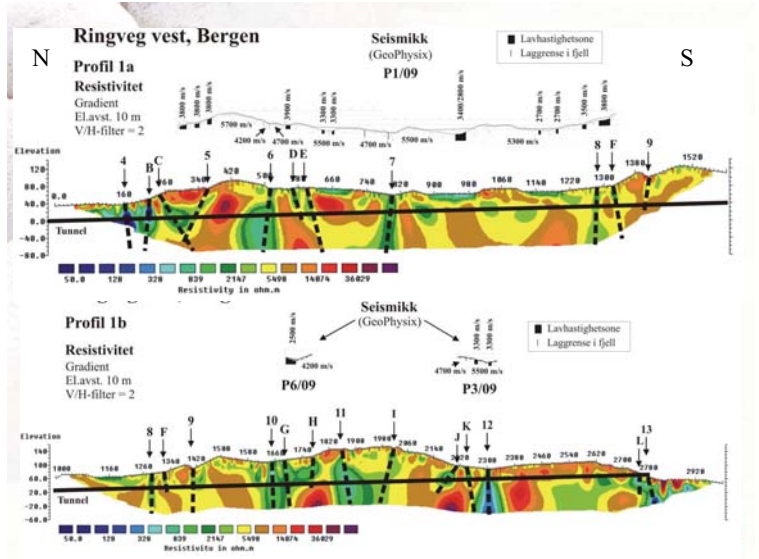 Ringveg vest, Bergen
Seismikk
(GeoPhysix)
P1/09
Lavhastighetsone
Laggrense i fjell
N
S
Profil 1a
Resistivitet
Gradient
El.avst. 10 m
V/H-filter = 2
3800 m/s
3800 m/s
3800 m/s
3900 m/s
3300 m/s
3300 m/s
3400/2800 m/s
2700 m/s
2700 m/s
3500 m/s
3800 m/s
5700 m/s
4200 m/s
4700 m/s
5500 m/s
4700 m/s
5500 m/s
5300 m/s
Elevation
4 B C 5 6 D E 7 8 F 9
120
80.0
40.0
0.0
-40.0
-80.0
0.0 160 340 420 660 740 820 900 980 1060 1140 1220 1300 1380 1520
Tunnel
50.0 128 328 839 2147 5498 14074 36029
Resistivity in ohm.m
Profil 1b
Seismikk
(GeoPhysix)
Lavhastighetsone
Laggrense i fjell
Resistivitet
Gradient
El.avst. 10 m
V/H-filter = 2
2500 m/s
4200 m/s
P6/09
3300 m/s
3300 m/s
4700 m/s
5500 m/s
P3/09
Elevation
8 F 9 10 G H 11 I J K 12 L 13
140
100
60.0
20.0
-20.0
-60.0
1000 1160 1260 1340 1420 1500 1580 1660 1740 1820 1900 1980 2060 2140 2300 2380 2460 2540 2620 2700 2780 2920
Tunnel
50.0 128 328 839 2147 5498 14074 36029
Resistivity in ohm.m